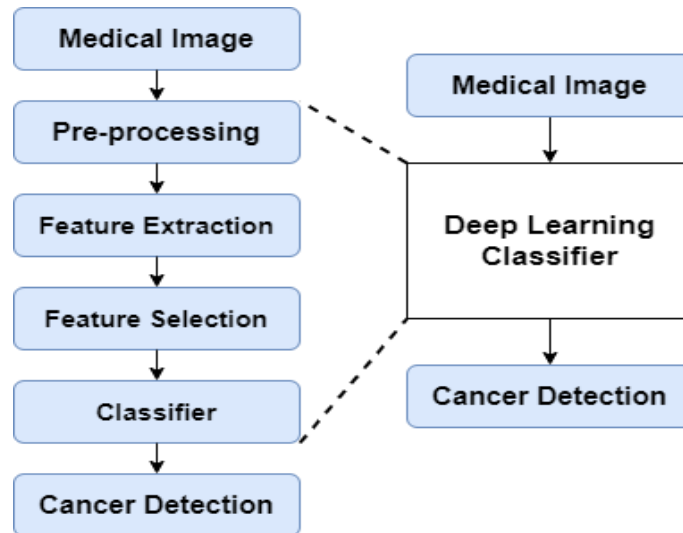 Medical Image
Pre-processing
Feature Extraction
Feature Selection
Classifier
Cancer Detection
Medical Image
Deep Learning
Classifier
Cancer Detection